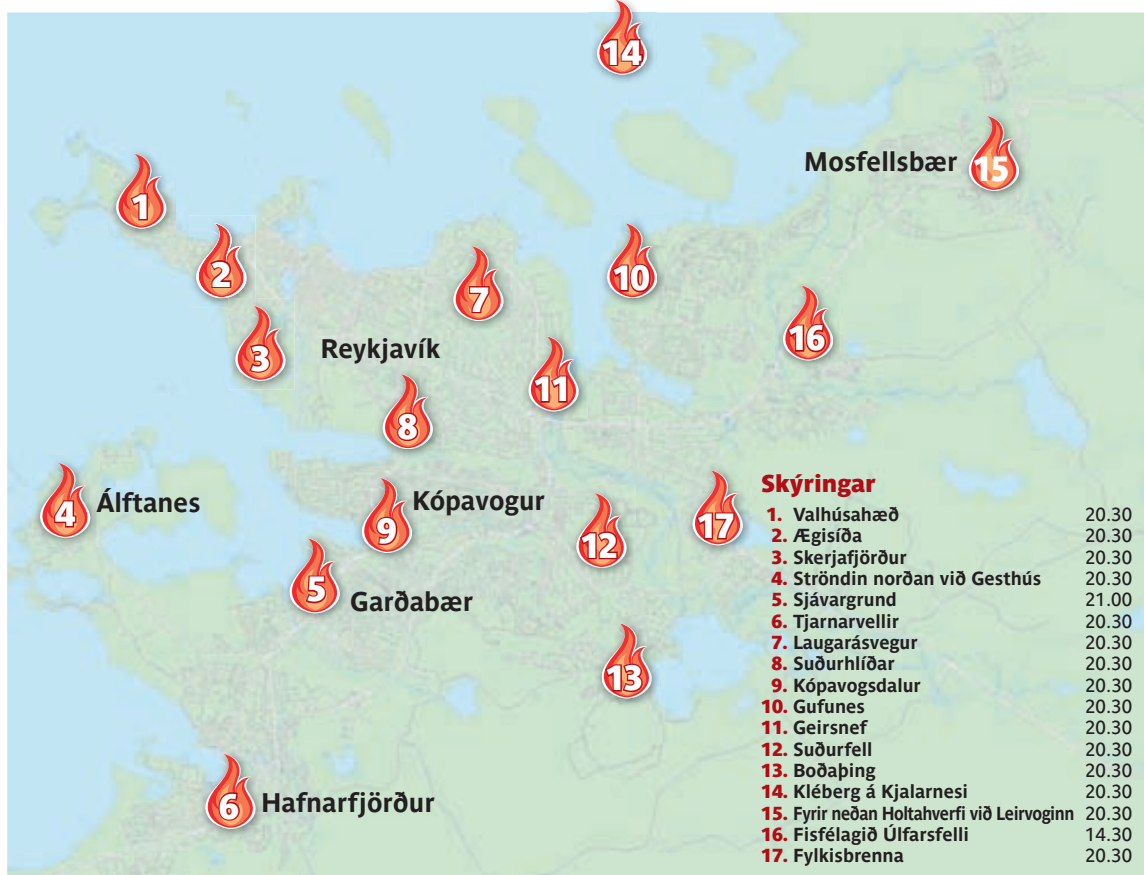 14
Mosfellsbær
15
1
2
10
7
16
3
Reykjavík
11
8
4
Álftanes
Kópavogur
9
12
17
5
Garðabær
13
6
Hafnarfjörður
Skýringar
1. Valhúsahæð 20.30
2. Ægisíða 20.30
3. Skerjafjörður 20.30
4. Ströndin norðan við Gesthús 20.30
5. Sjávargrund 21.00
6. Tjarnarvellir 20.30
7. Laugarásvegur 20.30
8. Suðurhlíðar 20.30
9. Kópavogsdalur 20.30
10. Gufunes 20.30
11. Geirsnef 20.30
12. Suðurfell 20.30
13. Boðaþing 20.30
14. Kléberg á Kjalarnesi 20.30
15. Fyrir neðan Holtahverfi við Leirvoginn 20.30
16. Fisfélagið Úlfarsfelli 14.30
17. Fylkisbrenna 20.30